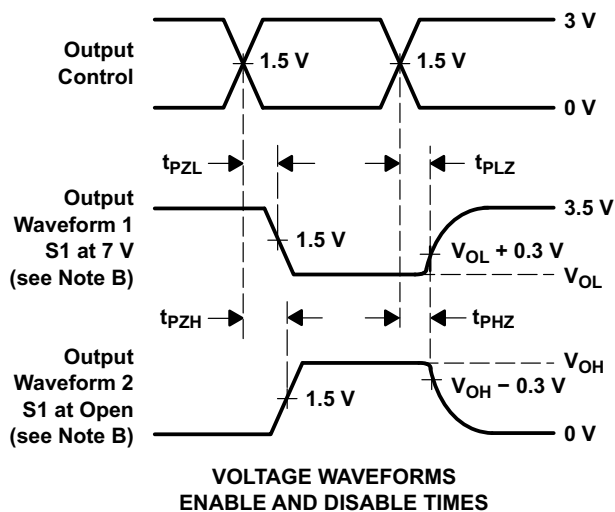 3 V
Output
Control
1.5 V
1.5 V
0 V
tPZL
tPLZ
Output
Waveform 1
S1 at 7 V
(see Note B)
3.5 V
1.5 V
VOL + 0.3 V
VOL
tPZH
tPHZ
Output
Waveform 2
S1 at Open
(see Note B)
VOH
1.5 V
VOH − 0.3 V
0 V
VOLTAGE WAVEFORMS
ENABLE AND DISABLE TIMES